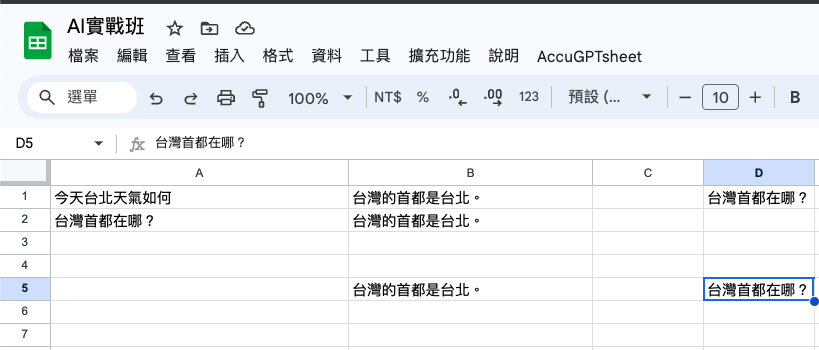 AI實戰班
檔案 編輯 查看 插入 格式 資料 工具 擴充功能 說明 AccuGPTsheet
選單 100% NT$ % .0 .00 123 預設 (... 10 B
D5 fx 台灣首都在哪？
A B C D
1 今天台北天氣如何 台灣的首都是台北。 台灣首都在哪？
2 台灣首都在哪？ 台灣的首都是台北。
3
4
5 台灣的首都是台北。 台灣首都在哪？
6
7